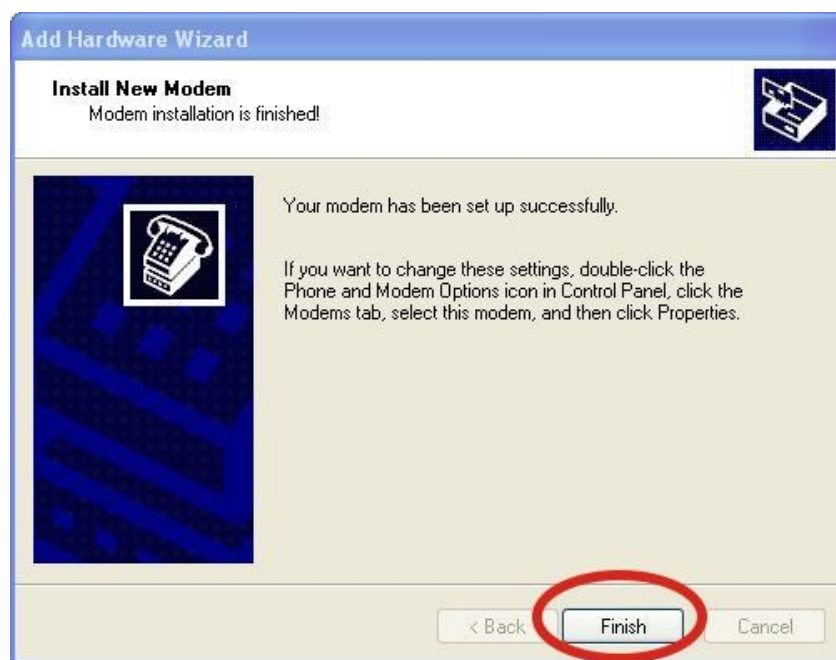 Add Hardware Wizard
Install New Modem
Modem installation is finished!
Your modem has been set up successfully.
If you want to change these settings, double-click the
Phone and Modem Options icon in Control Panel, click the
Modems tab, select this modem, and then click Properties.
< Back
Finish
Cancel